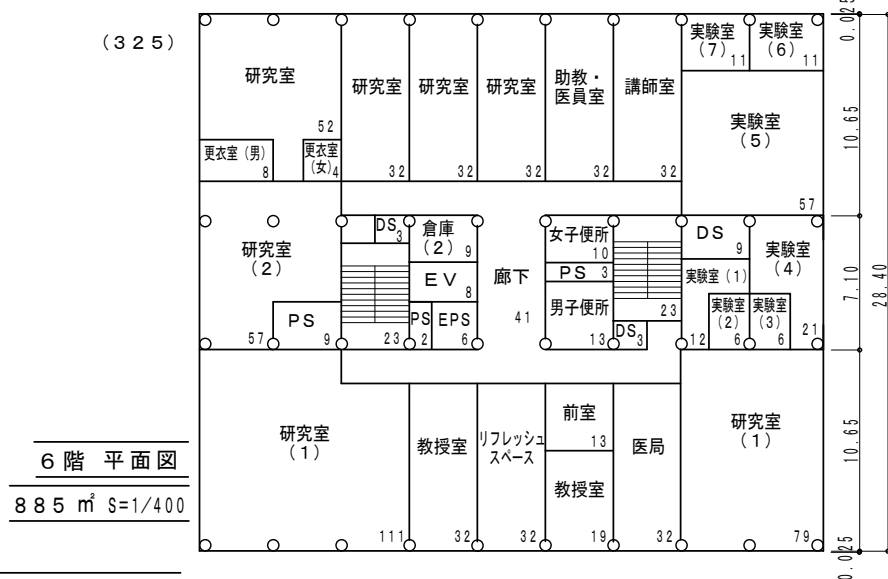 (325)
研究室
52
更衣室(男)
8
更衣室
(女)
4
研究室
32
研究室
32
研究室
32
助教・
医員室
32
講師室
32
実験室
(7)
11
実験室
(6)
11
実験室
(5)
57
研究室
(2)
57
PS
9
DS
3
23
倉庫
(2)
9
EV
8
PS
2
EPS
6
廊下
41
女子便所
10
PS 3
男子便所
13
23
DS
3
DS
9
実験室(1)
12
実験室
(2)
6
実験室
(3)
6
実験室
(4)
21
研究室
(1)
111
教授室
32
リフレッシュ
スペース
32
前室
13
教授室
19
医局
32
研究室
(1)
79
0.025
10.65
7.10
28.40
10.65
0.025
6階 平面図
885 ㎡ S=1/400